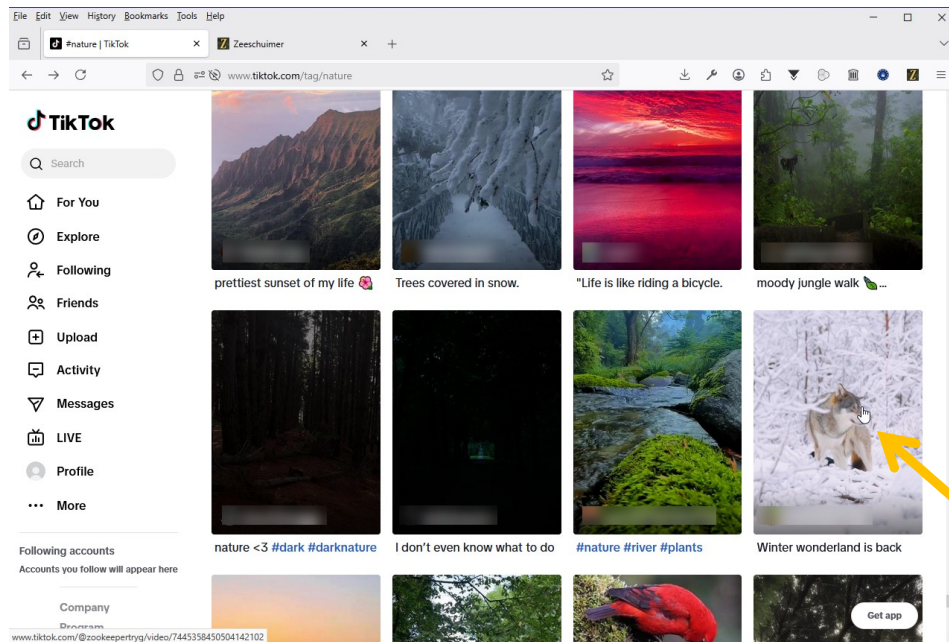 File Edit View History Bookmarks Tools Help
#nature | TikTok
Z Zeeschuimer
www.tiktok.com/tag/nature
Z
TikTok
Search
For You
Explore
Following
Friends
Upload
Activity
Messages
LIVE
Profile
More
Following accounts
Accounts you follow will appear here
Company
Program
prettiest sunset of my life 🌺
Trees covered in snow.
"Life is like riding a bicycle.
moody jungle walk 🍃...
nature <3 #dark #darknature
I don't even know what to do
#nature #river #plants
Winter wonderland is back
Get app
www.tiktok.com/@zookeepertryg/video/7445358450504142102